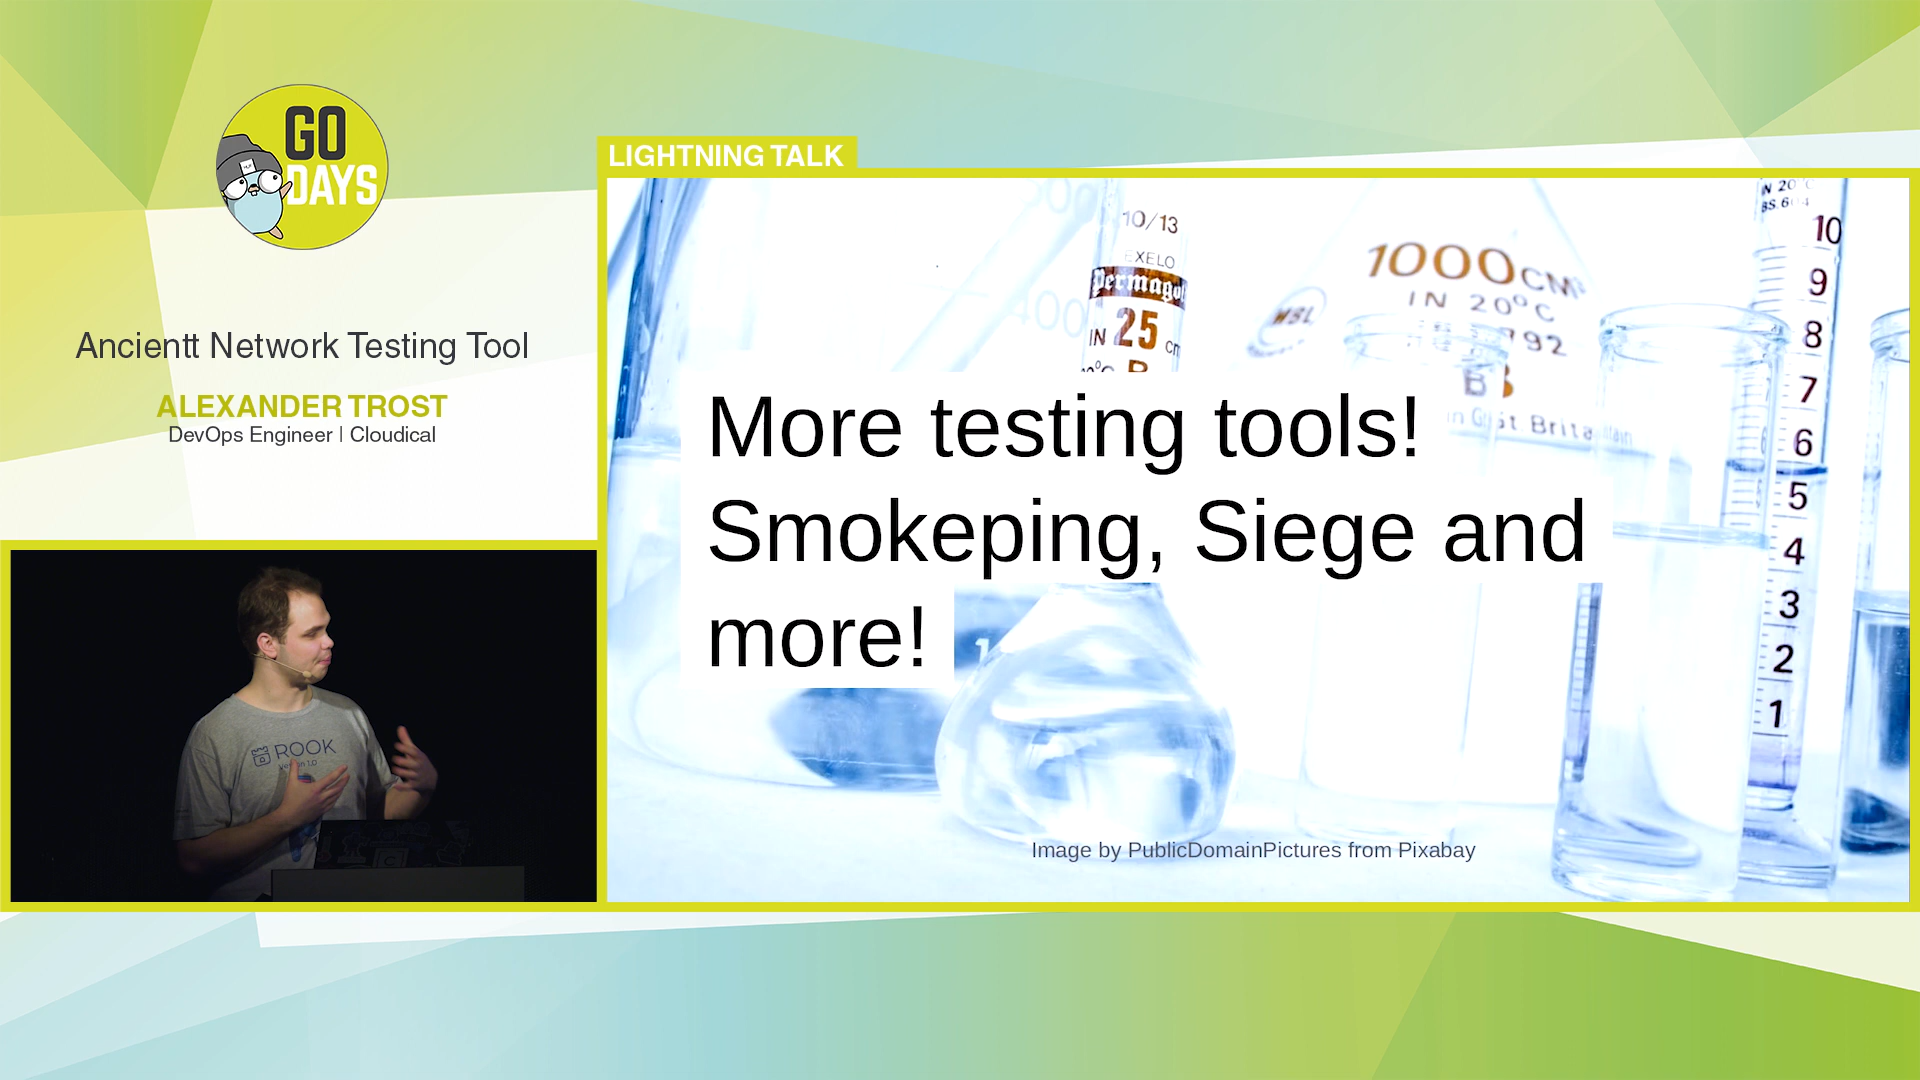 GO
DAYS
LIGHTNING TALK
Ancientt Network Testing Tool
ALEXANDER TROST
DevOps Engineer | Cloudical
ROOK
10/13
EXELO
IN 25
1000CM³
IN 20°C
10
9
8
7
6
5
4
3
2
1
More testing tools!
Smokeping, Siege and
more!
Image by PublicDomainPictures from Pixabay